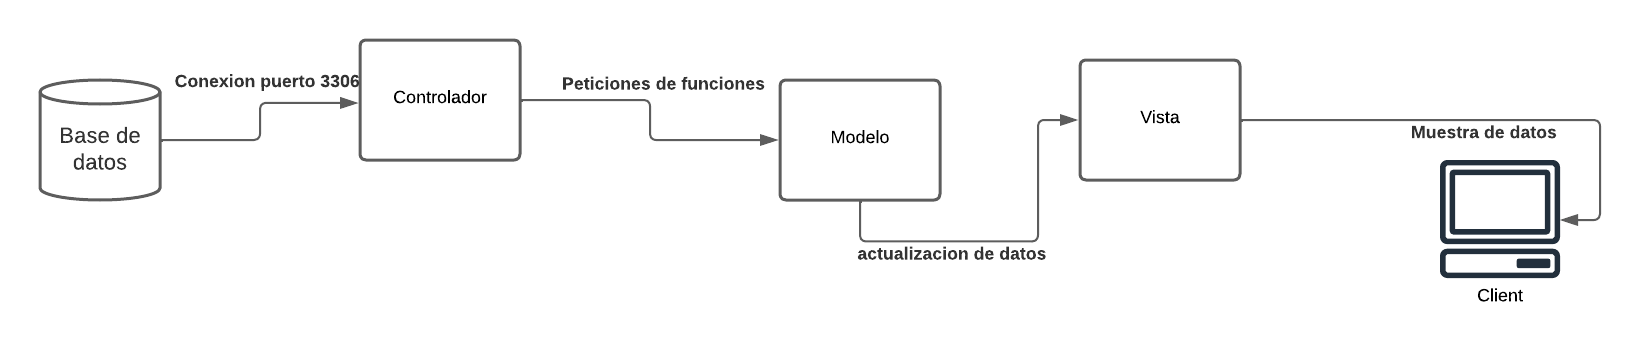 Conexion puerto 3306
Base de
datos
Controlador
Peticiones de funciones
Modelo
actualizacion de datos
Vista
Muestra de datos
Client